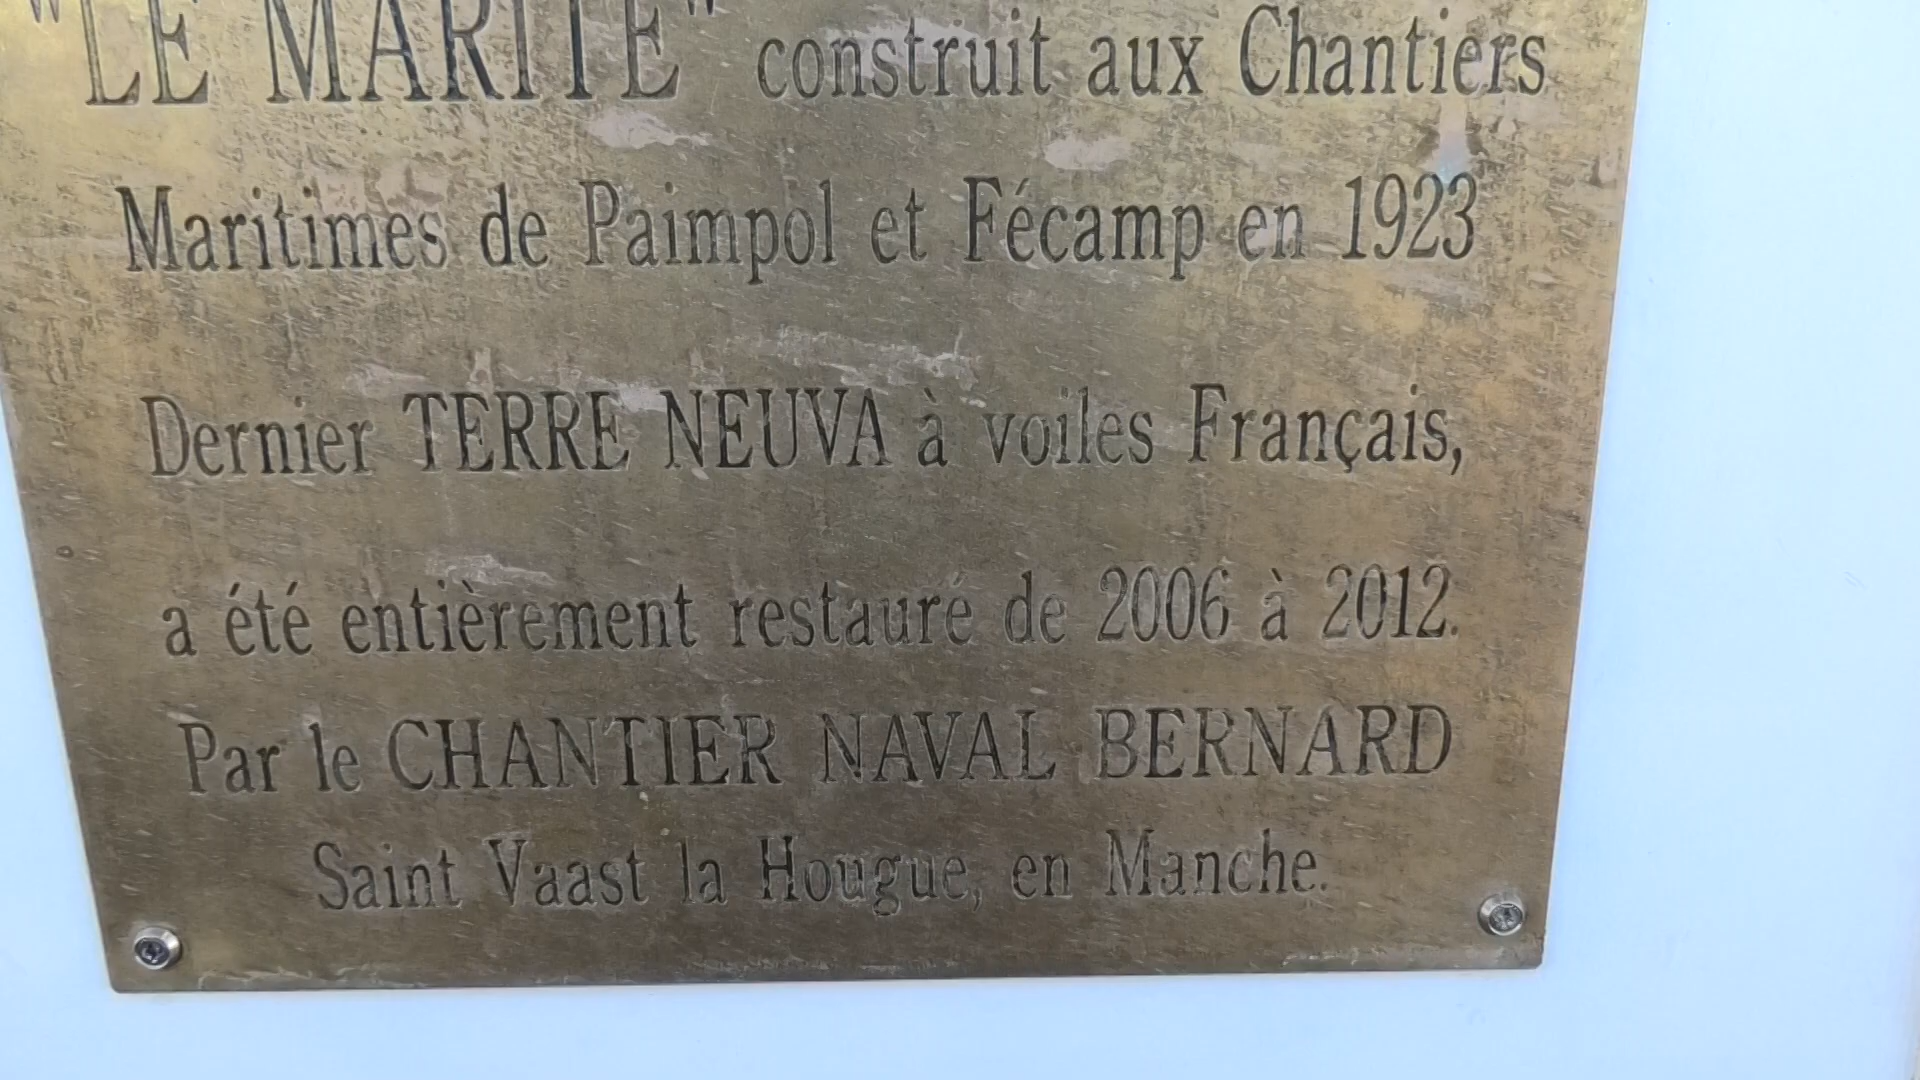 "LE MARITE" construit aux Chantiers
Maritimes de Paimpol et Fécamp en 1923
Dernier TERRE NEUVA à voiles Français,
a été entièrement restauré de 2006 à 2012.
Par le CHANTIER NAVAL BERNARD
Saint Vaast la Hougue, en Manche.